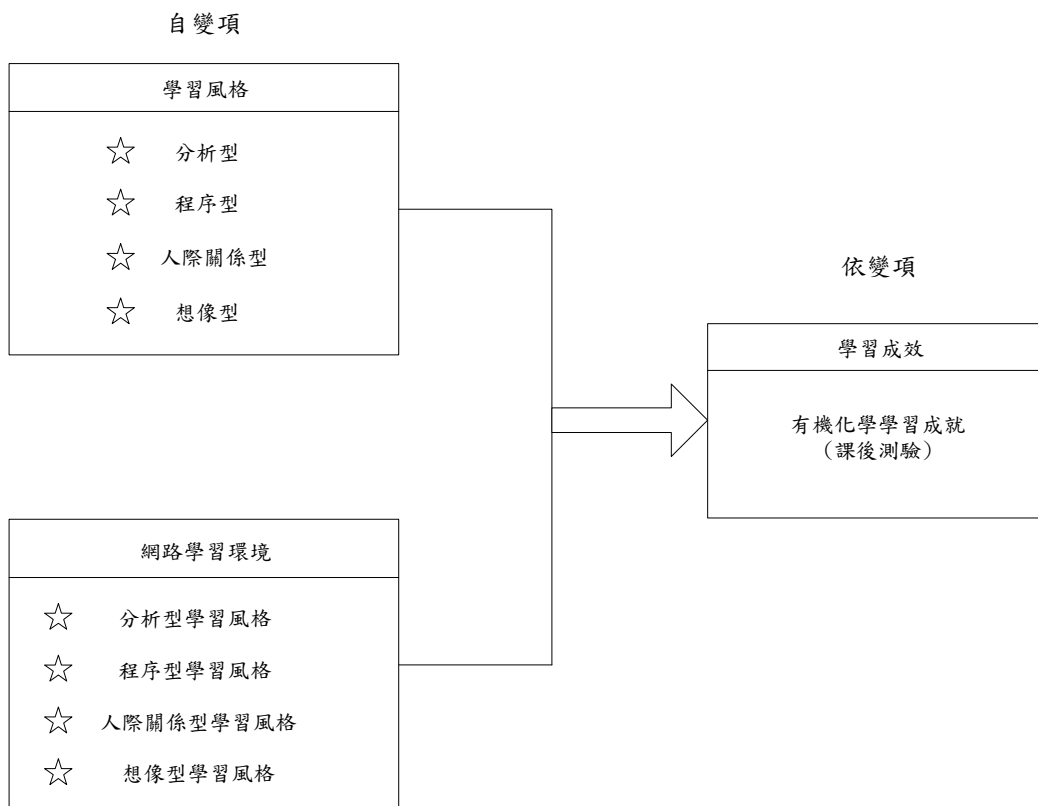 自變項
學習風格
☆ 分析型
☆ 程序型
☆ 人際關係型
☆ 想像型
依變項
學習成效
有機化學學習成就
（課後測驗）
網路學習環境
☆ 分析型學習風格
☆ 程序型學習風格
☆ 人際關係型學習風格
☆ 想像型學習風格